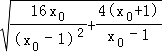 √(16x₀/(x₀−1)² + 4(x₀+1)/(x₀−1))